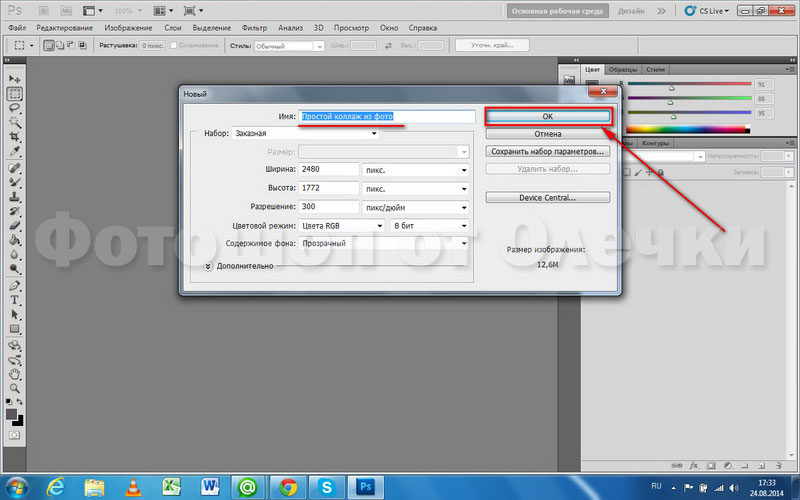 Ps
100%
Основная рабочая среда
Дизайн
CS Live
Файл Редактирование Изображение Слои Выделение Фильтр Анализ 3D Просмотр Окно Справка
Растушевка: 0 пикс. Сглаживание Стиль: Обычный Шир.: Выс.: Уточн. край...
Цвет Образцы Стили
R 91
88
95
Новый
Имя: Простой коллаж из фото
OK
Набор: Заказная
Отмена
Размер:
Сохранить набор параметров...
Ширина: 2480 пикс.
Удалить набор...
Высота: 1772 пикс.
Разрешение: 300 пикс/дюйм
Device Central...
Цветовой режим: Цвета RGB 8 бит
Содержимое фона: Прозрачный
Размер изображения:
12,6M
Дополнительно
Контуры
Непрозрачность:
Заливка:
Фотошоп от Олечки
RU
17:33
24.08.2014